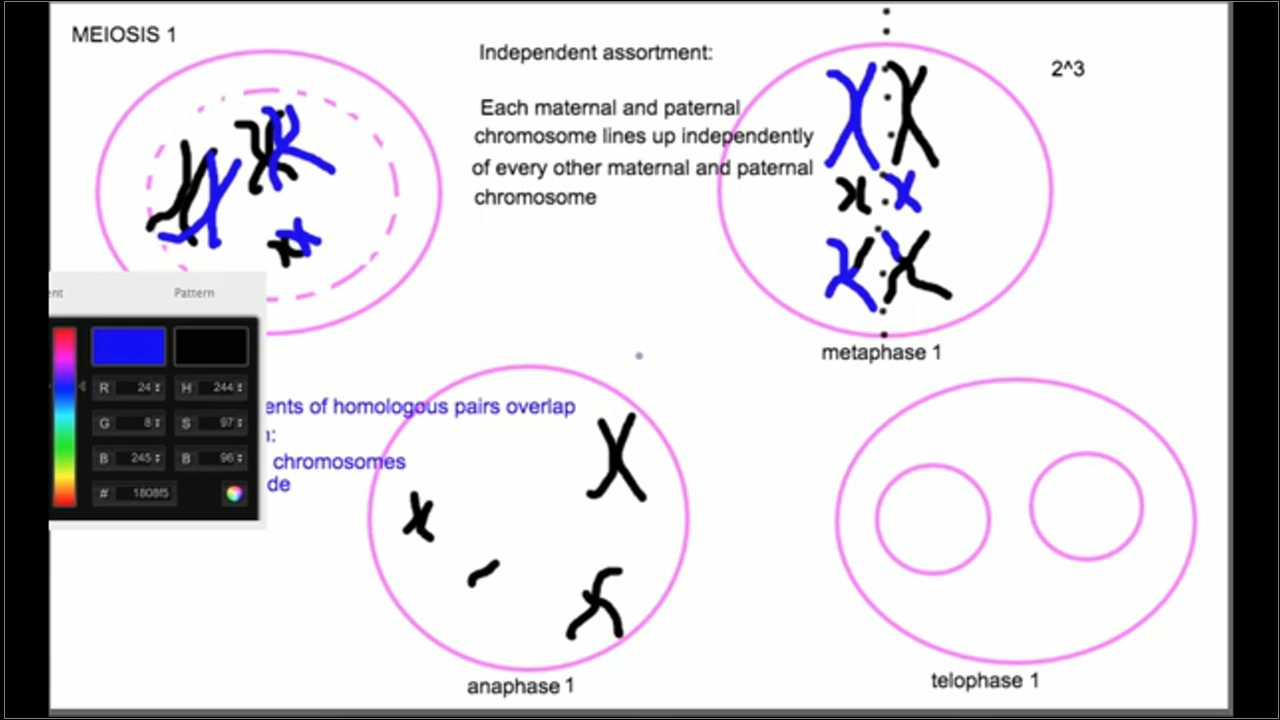 MEIOSIS 1
Independent assortment:
Each maternal and paternal
chromosome lines up independently
of every other maternal and paternal
chromosome
2^3
metaphase 1
Pattern
R 24 H 244
G 8 S 97
B 245 B 96
# 1808f5
of homologous pairs overlap
chromosomes
anaphase 1
telophase 1